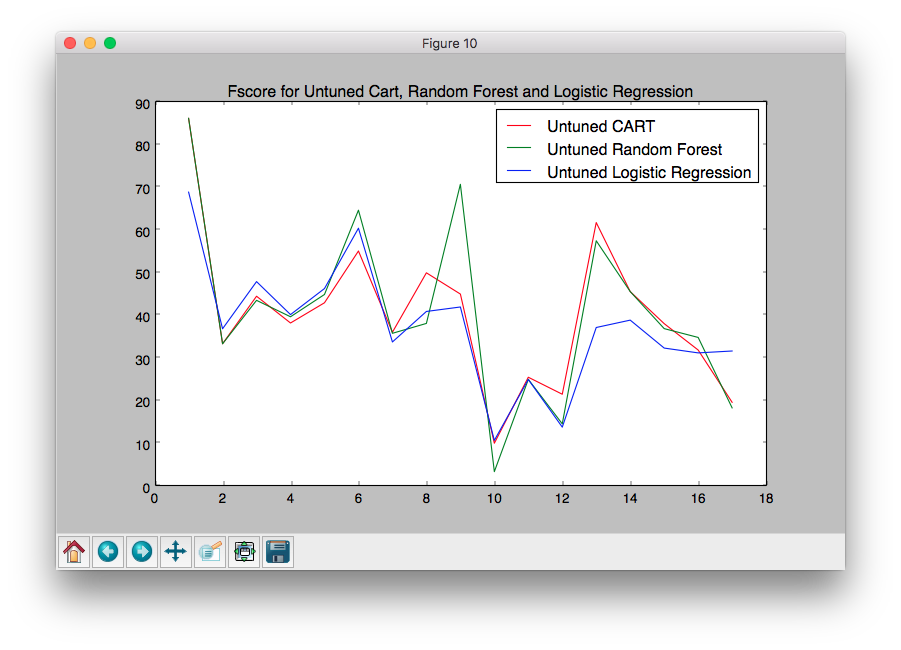 Figure 10
Fscore for Untuned Cart, Random Forest and Logistic Regression
90
80
70
60
50
40
30
20
10
0
Untuned CART
Untuned Random Forest
Untuned Logistic Regression
0 2 4 6 8 10 12 14 16 18